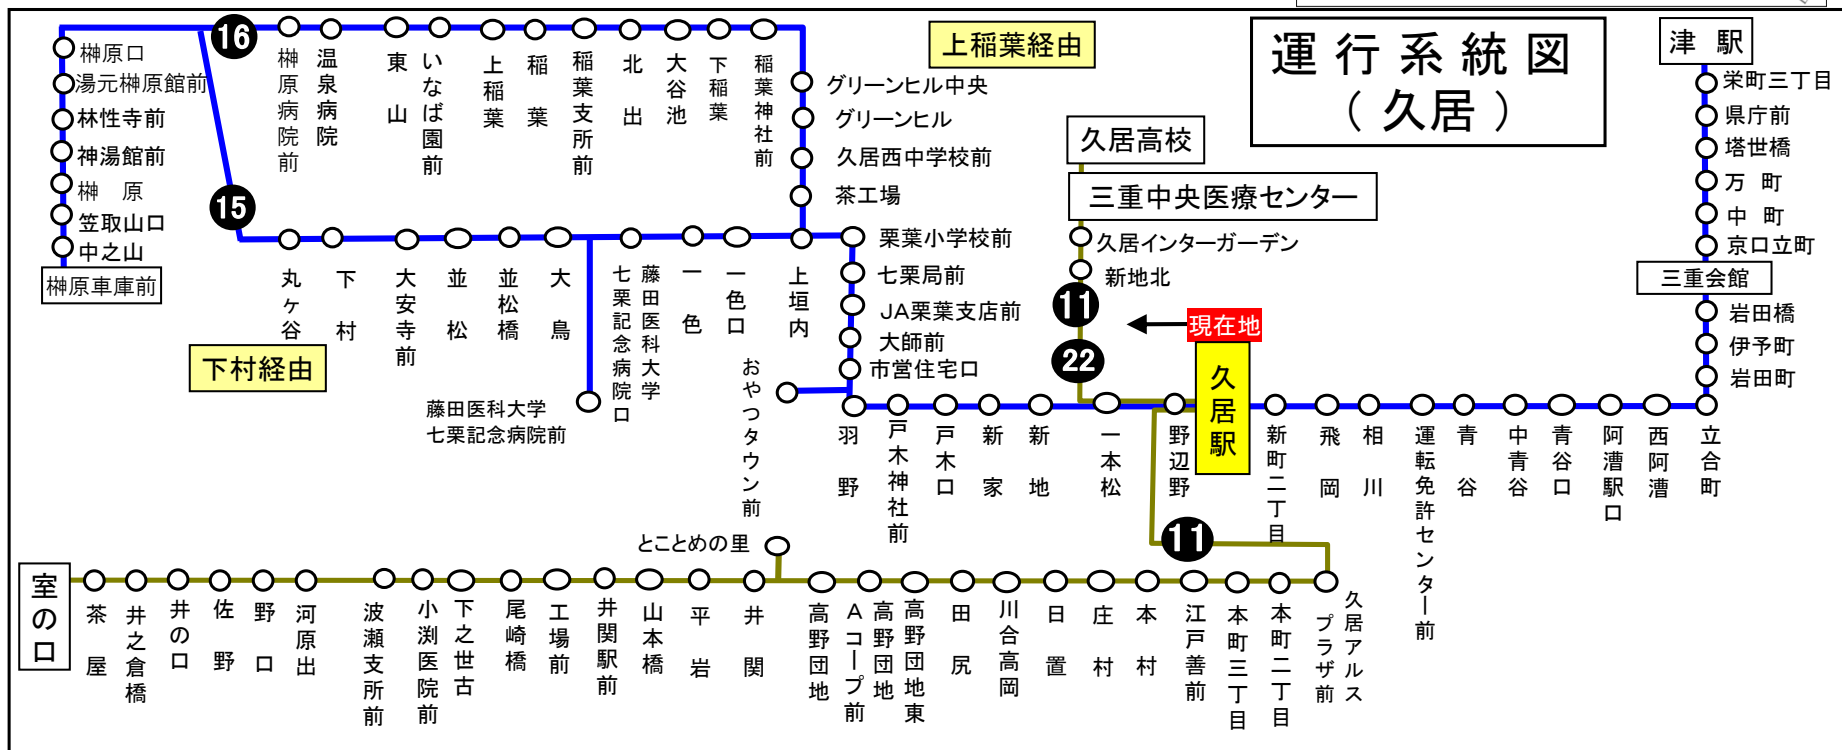 運行系統図
（久居）
上稲葉経由
津駅
栄町三丁目
県庁前
塔世橋
万町
中町
京口立町
三重会館
岩田橋
伊予町
岩田町
立合町
西阿漕
阿漕駅口
青谷口
中青谷
青谷
運転免許センター前
相川
飛岡
新町二丁目
現在地
久居駅
野辺野
一本松
新地
新家
戸木口
戸木神社前
羽野
おやつタウン前
市営住宅口
大師前
JA栗葉支店前
七栗局前
栗葉小学校前
上垣内
久居高校
三重中央医療センター
久居インターガーデン
新地北
11
22
茶工場
久居西中学校前
グリーンヒル
グリーンヒル中央
稲葉神社前
下稲葉
大谷池
北出
稲葉支所前
稲葉
上稲葉
いなば園前
東山
温泉病院
榊原病院前
16
15
榊原口
湯元榊原館前
林性寺前
神湯館前
榊原
笠取山口
中之山
榊原車庫前
下村経由
丸ヶ谷
下村
大安寺前
並松
並松橋
大鳥
藤田医科大学
七栗記念病院前
藤田医科大学
七栗記念病院口
一色
一色口
室の口
茶屋
井之倉橋
井の口
佐野
野口
河原出
波瀬支所前
小渕医院前
下之世古
尾崎橋
工場前
井関駅前
山本橋
平岩
井関
とことめの里
高野団地
高野団地
Aコープ前
高野団地東
田尻
川合高岡
日置
庄村
本村
江戸善前
本町三丁目
本町二丁目
久居アルス
プラザ前
11